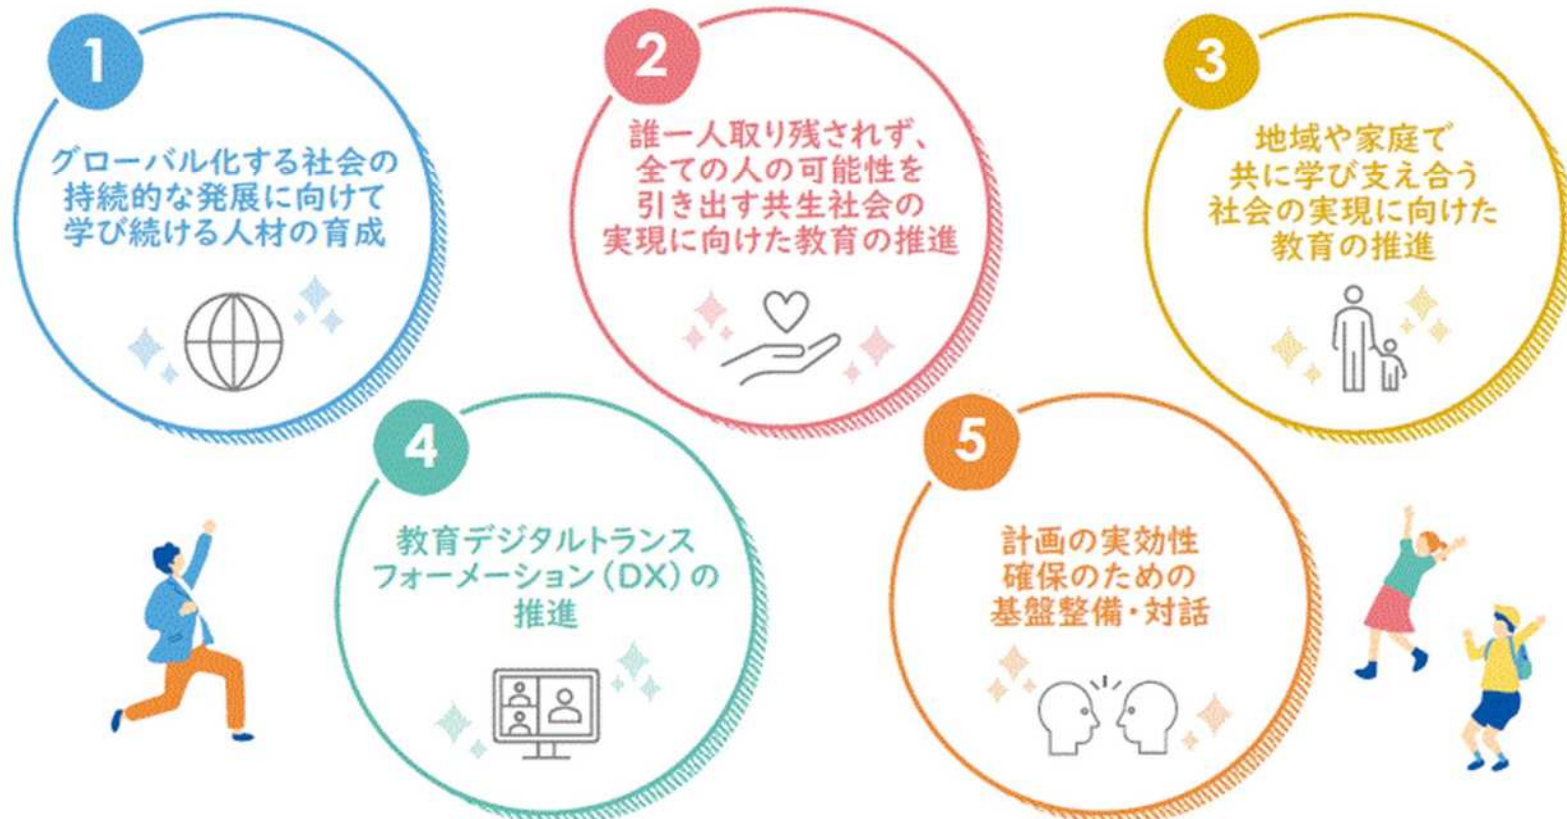 1
グローバル化する社会の
持続的な発展に向けて
学び続ける人材の育成
2
誰一人取り残されず、
全ての人の可能性を
引き出す共生社会の
実現に向けた教育の推進
3
地域や家庭で
共に学び支え合う
社会の実現に向けた
教育の推進
4
教育デジタルトランス
フォーメーション(DX)の
推進
5
計画の実効性
確保のための
基盤整備・対話